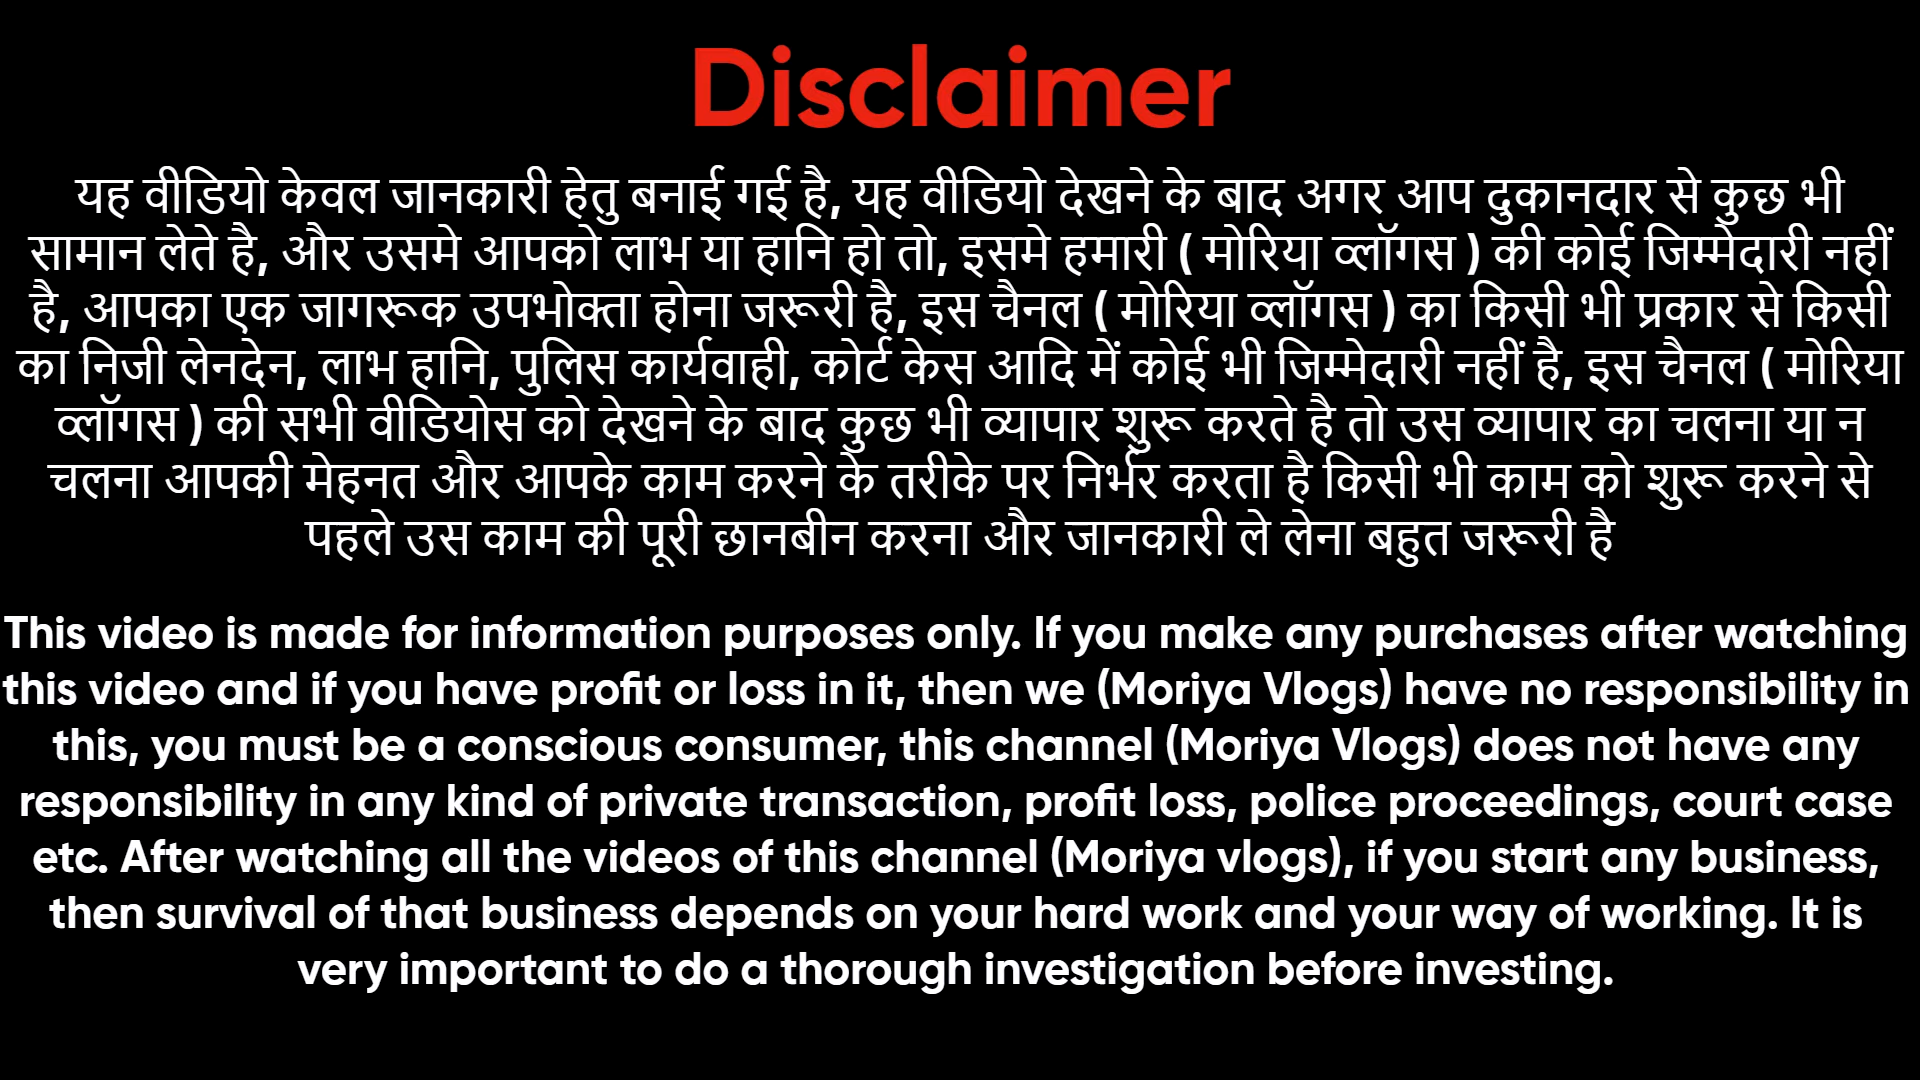 Disclaimer
यह वीडियो केवल जानकारी हेतु बनाई गई है, यह वीडियो देखने के बाद अगर आप दुकानदार से कुछ भी
सामान लेते है, और उसमे आपको लाभ या हानि हो तो, इसमे हमारी ( मोरिया व्लॉगस ) की कोई जिम्मेदारी नहीं
है, आपका एक जागरूक उपभोक्ता होना जरूरी है, इस चैनल ( मोरिया व्लॉगस ) का किसी भी प्रकार से किसी
का निजी लेनदेन, लाभ हानि, पुलिस कार्यवाही, कोर्ट केस आदि में कोई भी जिम्मेदारी नहीं है, इस चैनल ( मोरिया
व्लॉगस ) की सभी वीडियोस को देखने के बाद कुछ भी व्यापार शुरू करते है तो उस व्यापार का चलना या न
चलना आपकी मेहनत और आपके काम करने के तरीके पर निर्भर करता है किसी भी काम को शुरू करने से
पहले उस काम की पूरी छानबीन करना और जानकारी ले लेना बहुत जरूरी है
This video is made for information purposes only. If you make any purchases after watching
this video and if you have profit or loss in it, then we (Moriya Vlogs) have no responsibility in
this, you must be a conscious consumer, this channel (Moriya Vlogs) does not have any
responsibility in any kind of private transaction, profit loss, police proceedings, court case
etc. After watching all the videos of this channel (Moriya vlogs), if you start any business,
then survival of that business depends on your hard work and your way of working. It is
very important to do a thorough investigation before investing.